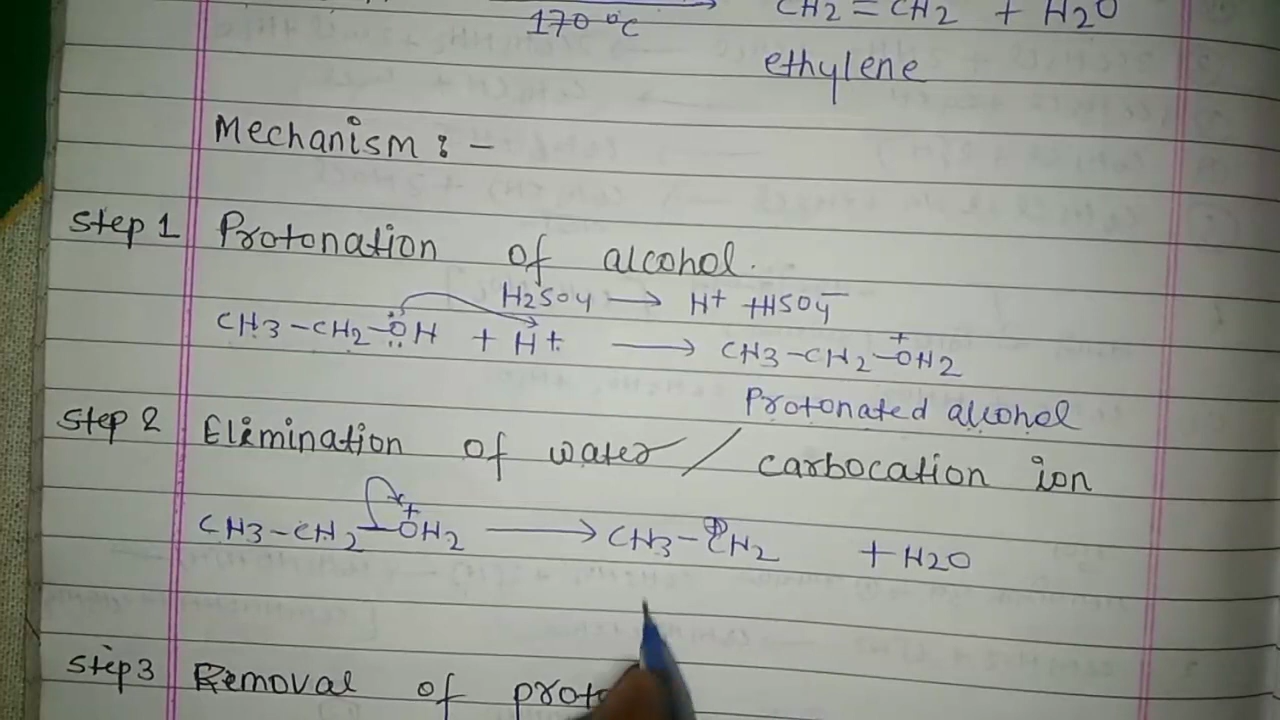 CH2 = CH2 + H2O
170 °C
ethylene
Mechanism : -
Step 1 Protonation of alcohol.
H2SO4 → H+ + HSO4-
CH3-CH2-ÖH + H+ → CH3-CH2-OH2+
Protonated alcohol
Step 2 Elimination of water / carbocation ion
CH3-CH2-OH2+ → CH3-CH2⊕ + H2O
Step 3 Removal of